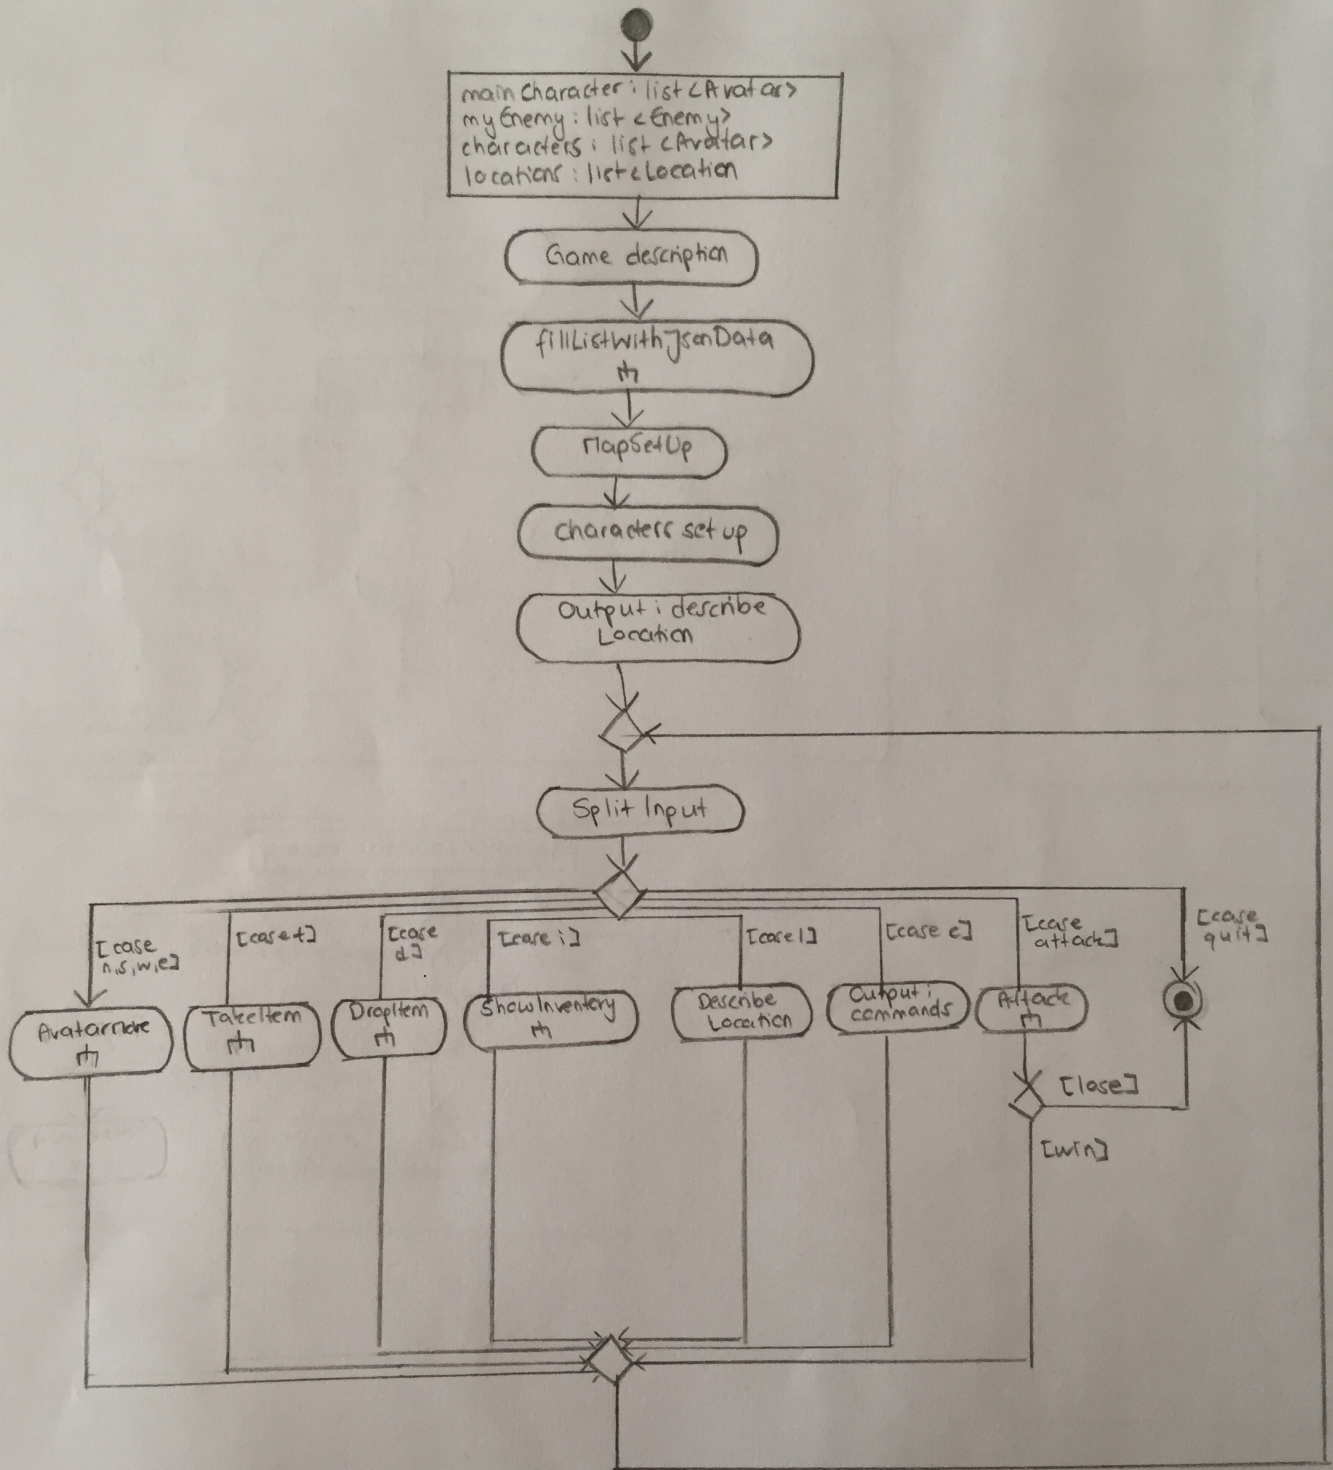 mainCharacter : list <Avatar>
myEnemy : list <Enemy>
characters : list <Avatar>
locations : list <Location
Game description
fillListWithJsonData
MapSetUp
characters set up
Output : describe
Location
Split Input
[case
n,s,w,e]
[case t]
[case
d]
[case i]
[case l]
[case c]
[case
attack]
[case
quit]
AvatarMove
TakeItem
DropItem
ShowInventory
Describe
Location
Output :
commands
Attack
[lose]
[win]